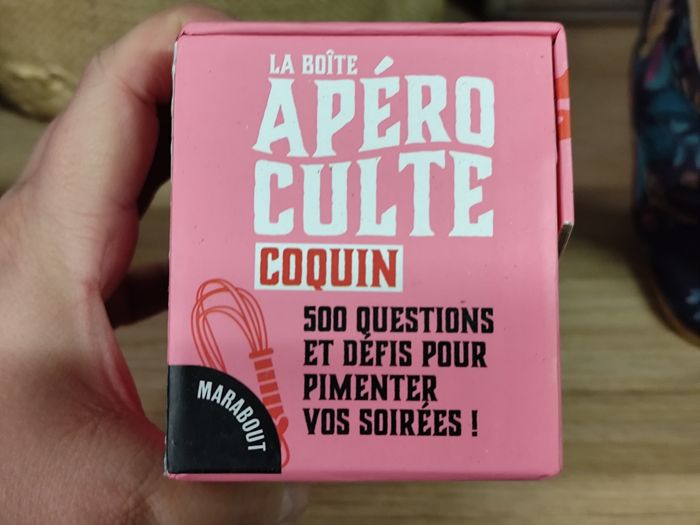 LA BOÎTE
APÉRO
CULTE
COQUIN
500 QUESTIONS
ET DÉFIS POUR
PIMENTER
VOS SOIRÉES !
MARABOUT